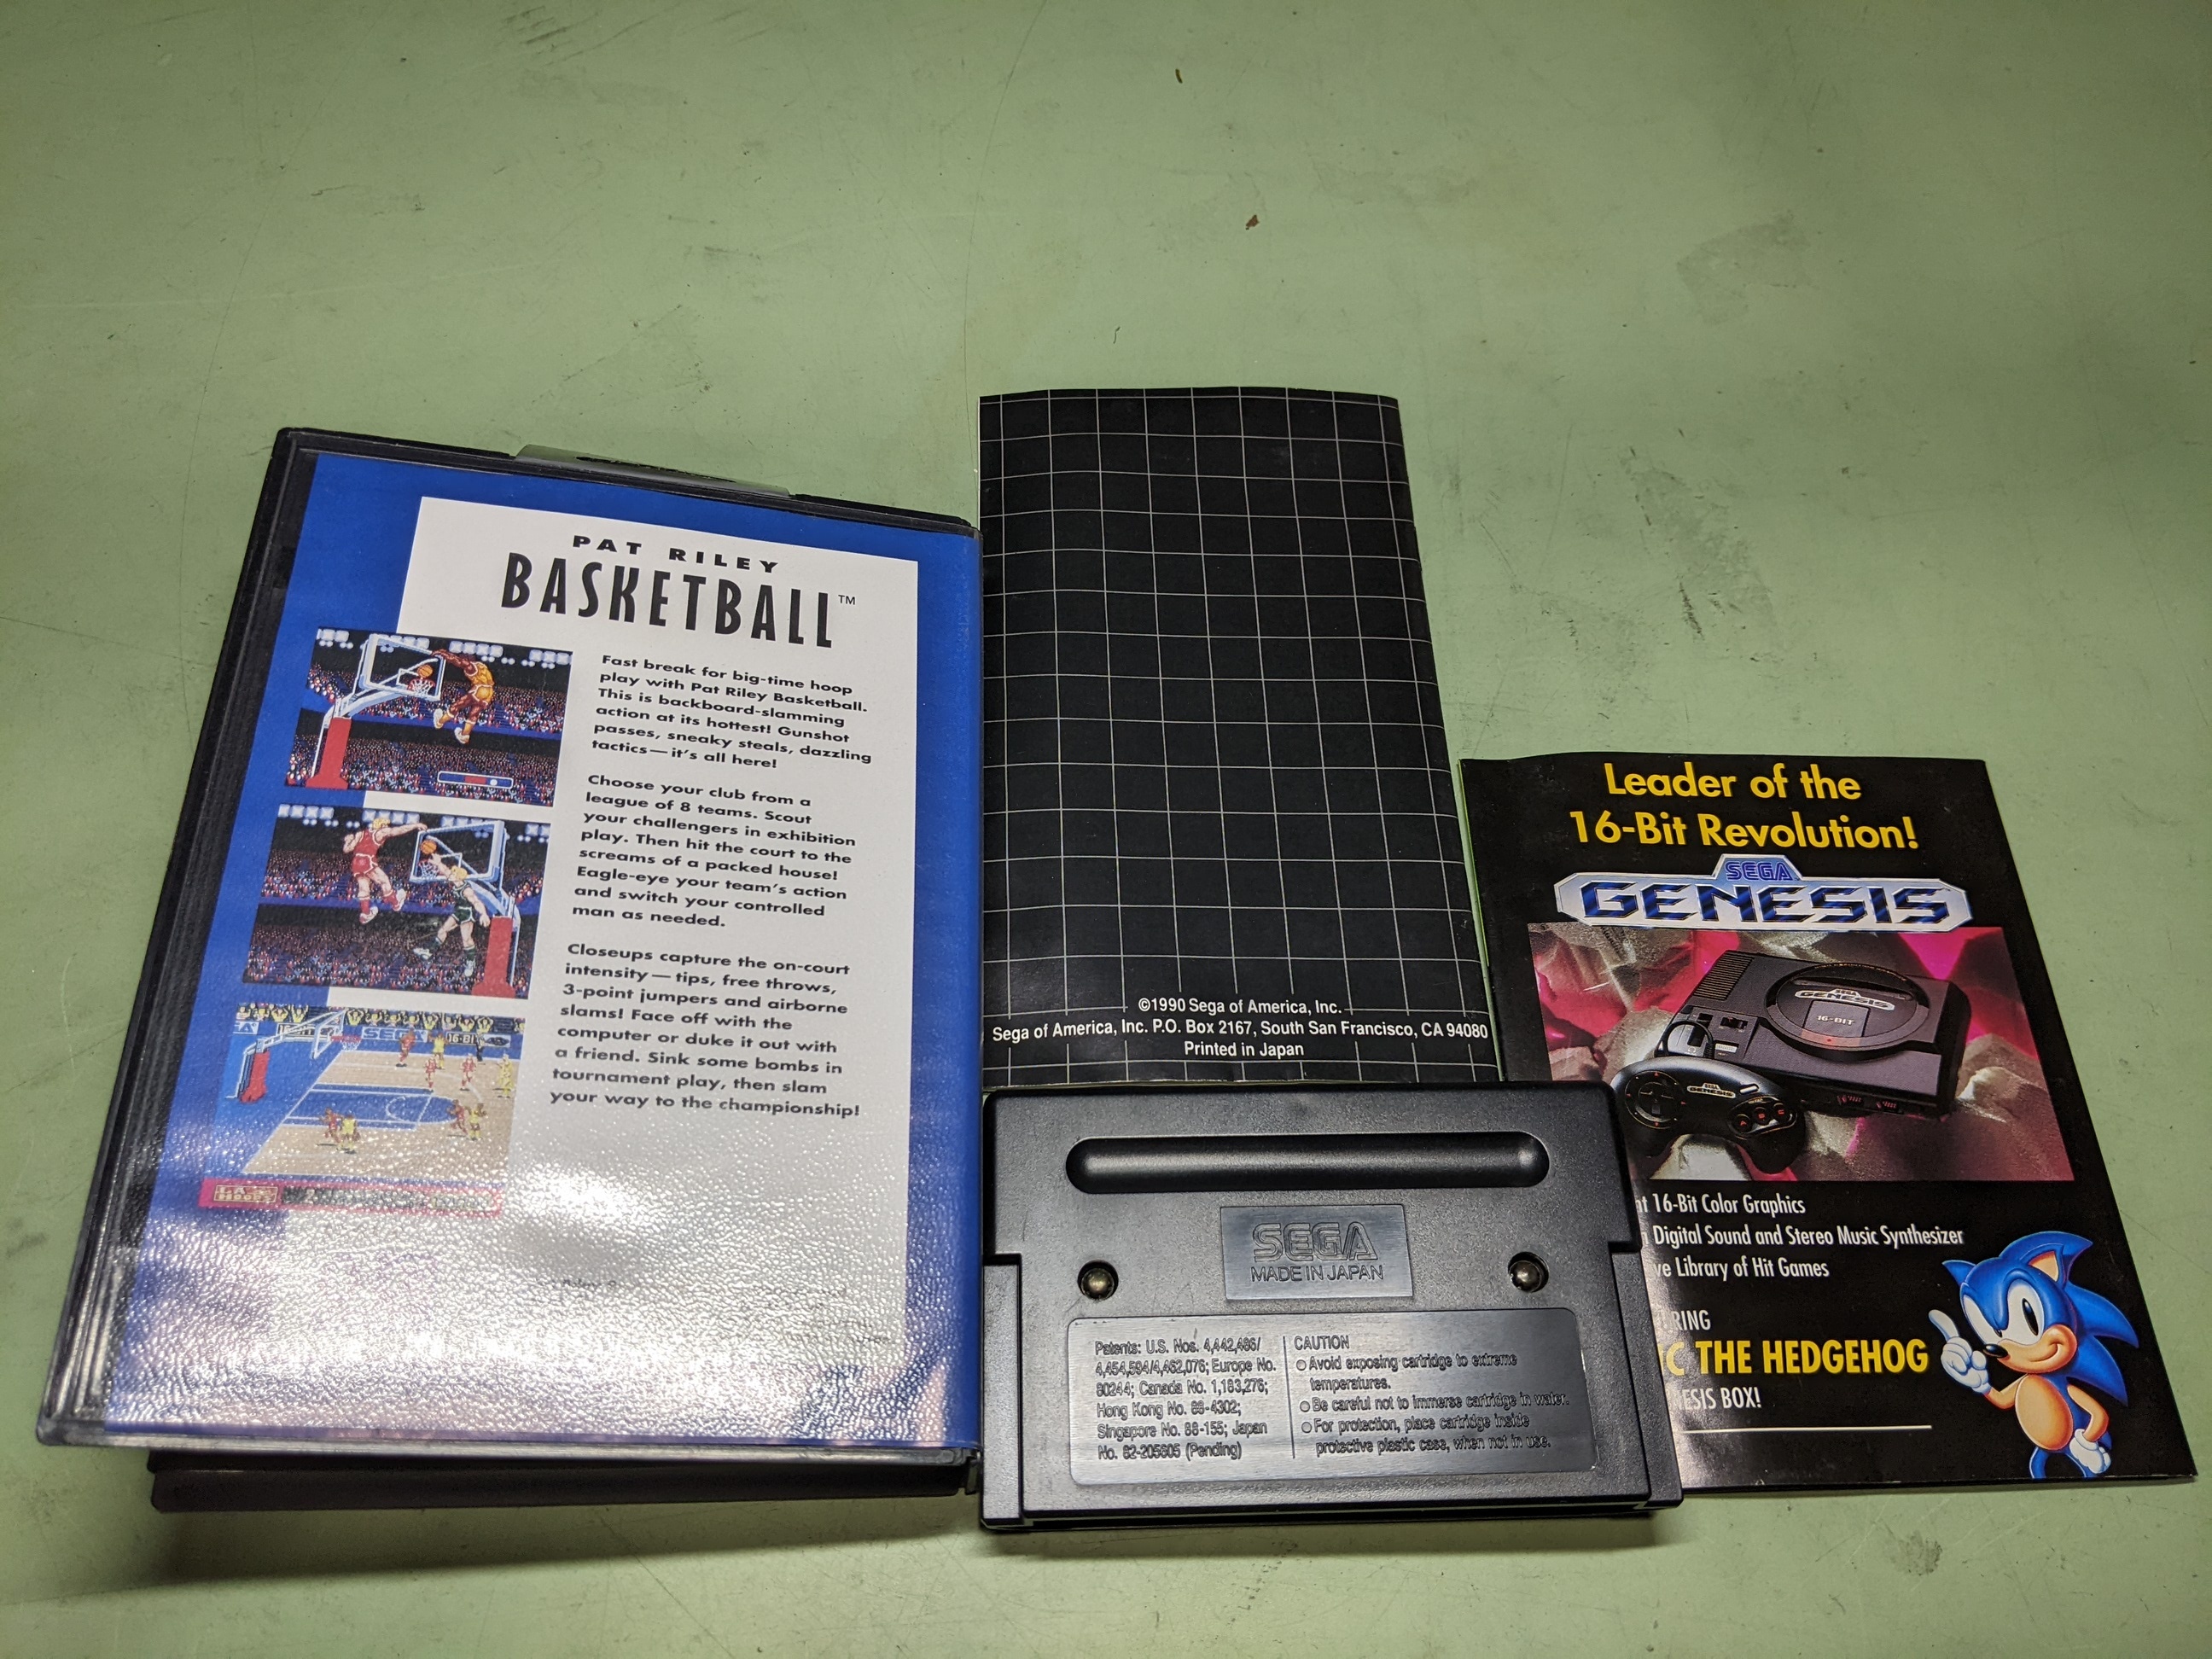 PAT RILEY
BASKETBALL™
Fast break for big-time hoop
play with Pat Riley Basketball.
This is backboard-slamming
action at its hottest! Gunshot
passes, sneaky steals, dazzling
tactics — it's all here!
Choose your club from a
league of 8 teams. Scout
your challengers in exhibition
play. Then hit the court to the
screams of a packed house!
Eagle-eye your team's action
and switch your controlled
man as needed.
Closeups capture the on-court
intensity — tips, free throws,
3-point jumpers and airborne
slams! Face off with the
computer or duke it out with
a friend. Sink some bombs in
tournament play, then slam
your way to the championship!
SEGA 16-BIT
©1990 Sega of America, Inc.
Sega of America, Inc. P.O. Box 2167, South San Francisco, CA 94080
Printed in Japan
SEGA
MADE IN JAPAN
Patents: U.S. Nos. 4,442,486/
4,454,594/4,462,076; Europe No.
80244; Canada No. 1,183,276;
Hong Kong No. 88-4302;
Singapore No. 88-155; Japan
No. 82-205605 (Pending)
CAUTION
Avoid exposing cartridge to extreme
temperatures.
Be careful not to immerse cartridge in water.
For protection, place cartridge inside
protective plastic case, when not in use.
Leader of the
16-Bit Revolution!
SEGA
GENESIS
SEGA
GENESIS
16-BIT
SEGA
GENESIS
16-Bit Color Graphics
Digital Sound and Stereo Music Synthesizer
Library of Hit Games
THE HEDGEHOG
BOX!